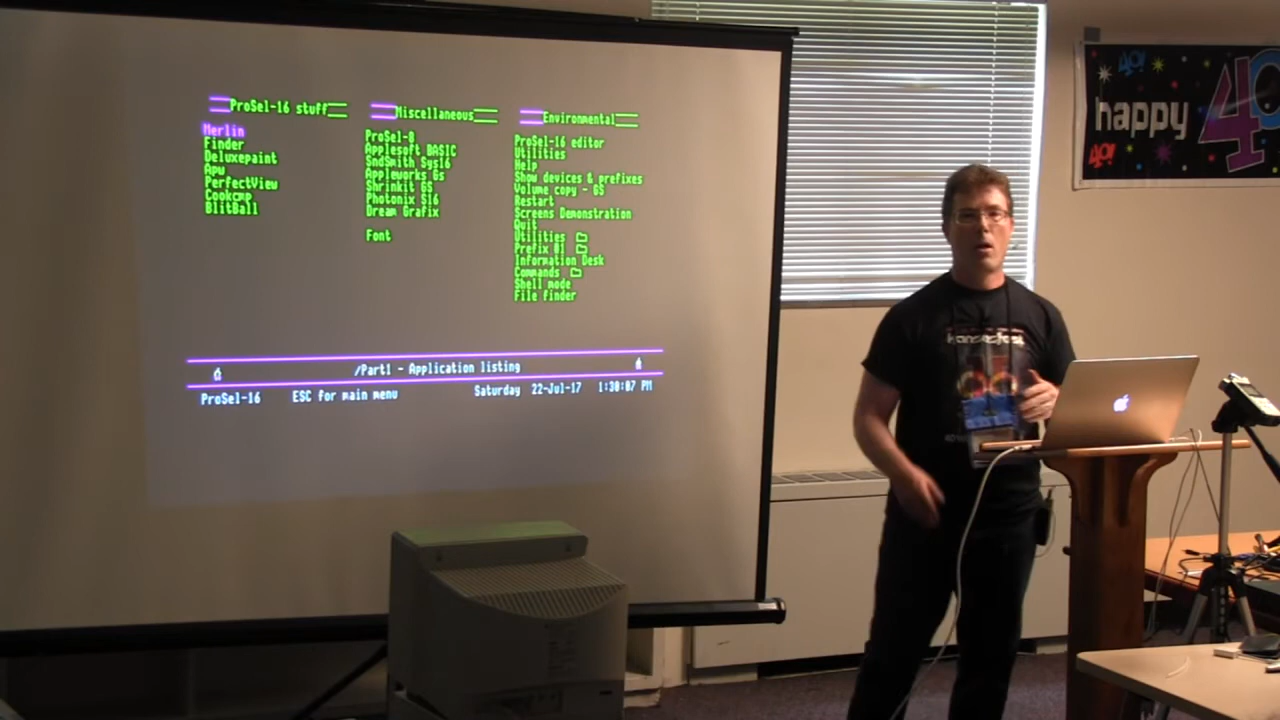 ProSel-16 stuff
Merlin
Finder
Deluxepaint
Apw
PerfectView
Cookcmp
BlitBall
Miscellaneous
ProSel-8
Applesoft BASIC
SndSmith Sys16
Appleworks Gs
Shrinkit GS
Photonix S16
Dream Grafix
Font
Environmental
ProSel-16 editor
Utilities
Help
Show devices & prefixes
Volume copy - GS
Restart
Screens Demonstration
Quit
Utilities
Prefix 01
Information Desk
Commands
Shell mode
File finder
/Part1 - Application listing
ProSel-16 ESC for main menu Saturday 22-Jul-17 1:30:07 PM
40!
happy 40
40!
KansasFest